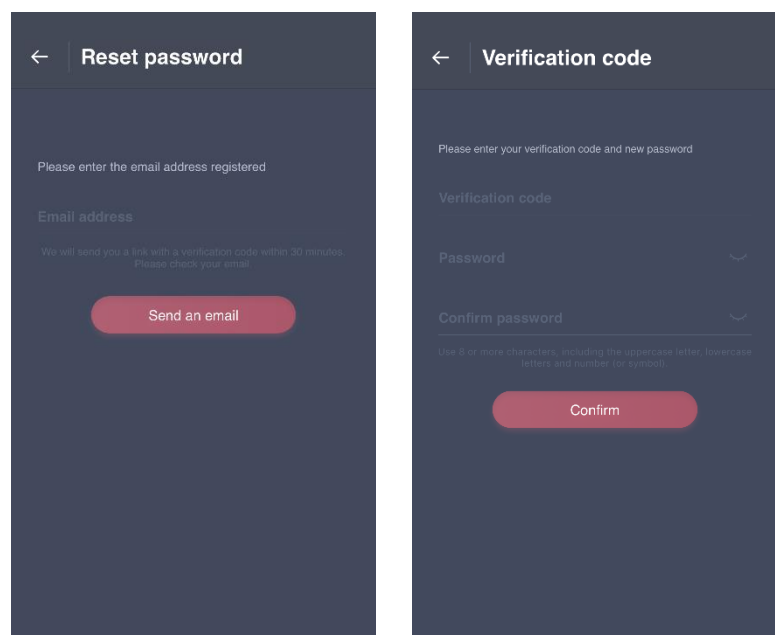 Reset password
Please enter the email address registered
Email address
We will send you a link with a verification code within 30 minutes.
Please check your email.
Send an email
Verification code
Please enter your verification code and new password
Verification code
Password
Confirm password
Use 8 or more characters, including the uppercase letter, lowercase
letters and number (or symbol).
Confirm